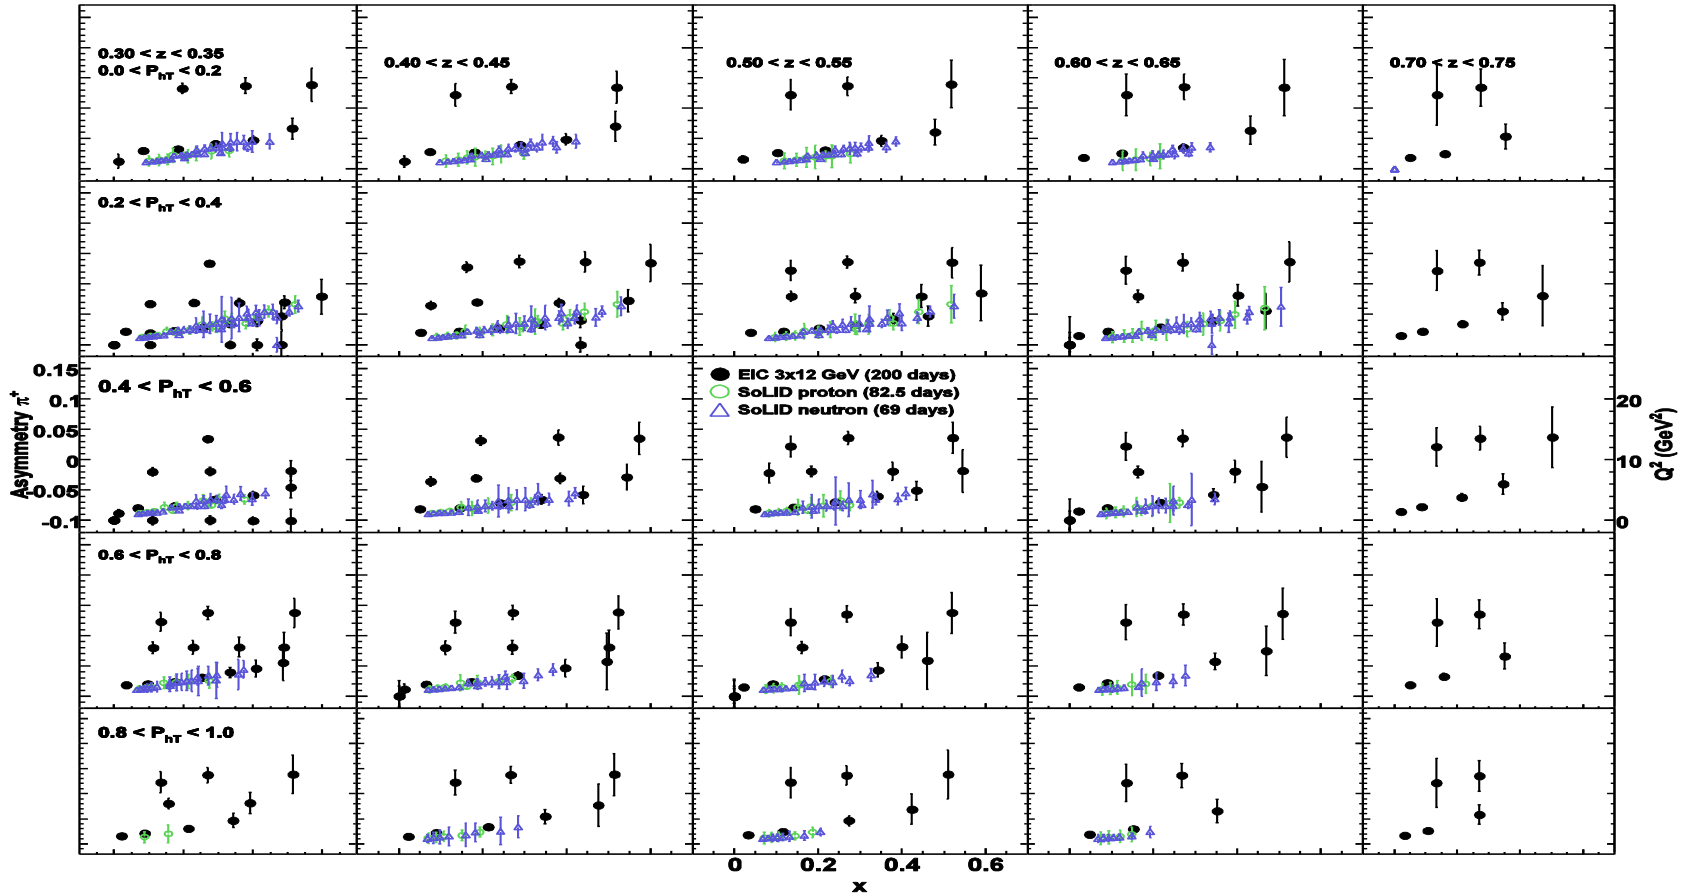 0.30 < z < 0.35
0.0 < P_hT < 0.2
0.40 < z < 0.45
0.50 < z < 0.55
0.60 < z < 0.65
0.70 < z < 0.75
0.2 < P_hT < 0.4
0.4 < P_hT < 0.6
EIC 3x12 GeV (200 days)
SoLID proton (82.5 days)
SoLID neutron (69 days)
0.15
0.1
0.05
0
-0.05
-0.1
Asymmetry π⁺
20
10
0
Q² (GeV²)
0.6 < P_hT < 0.8
0.8 < P_hT < 1.0
0 0.2 0.4 0.6
x